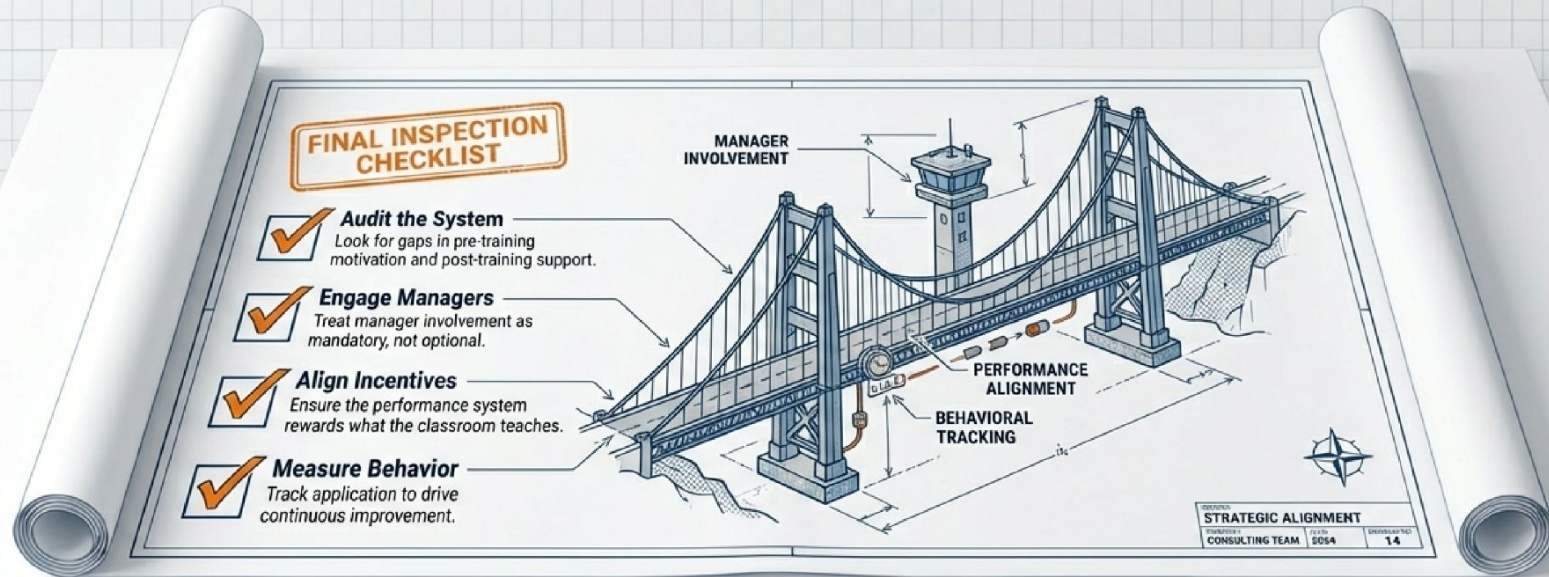 FINAL INSPECTION
CHECKLIST
Audit the System
Look for gaps in pre-training
motivation and post-training support.
Engage Managers
Treat manager involvement as
mandatory, not optional.
Align Incentives
Ensure the performance system
rewards what the classroom teaches.
Measure Behavior
Track application to drive
continuous improvement.
MANAGER
INVOLVEMENT
PERFORMANCE
ALIGNMENT
BEHAVIORAL
TRACKING
STRATEGIC ALIGNMENT
CONSULTING TEAM
14